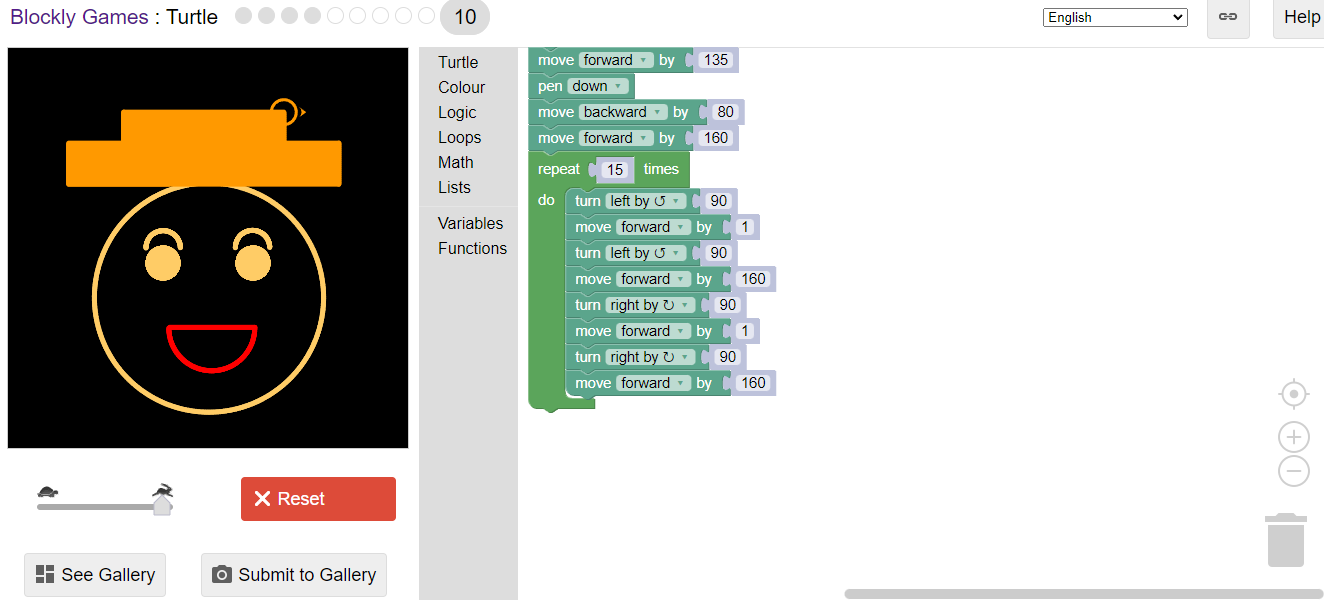 Blockly Games : Turtle 10 English Help
Turtle
Colour
Logic
Loops
Math
Lists
Variables
Functions
move forward by 135
pen down
move backward by 80
move forward by 160
repeat 15 times
do turn left by ↺ 90
move forward by 1
turn left by ↺ 90
move forward by 160
turn right by ↻ 90
move forward by 1
turn right by ↻ 90
move forward by 160
Reset
See Gallery
Submit to Gallery